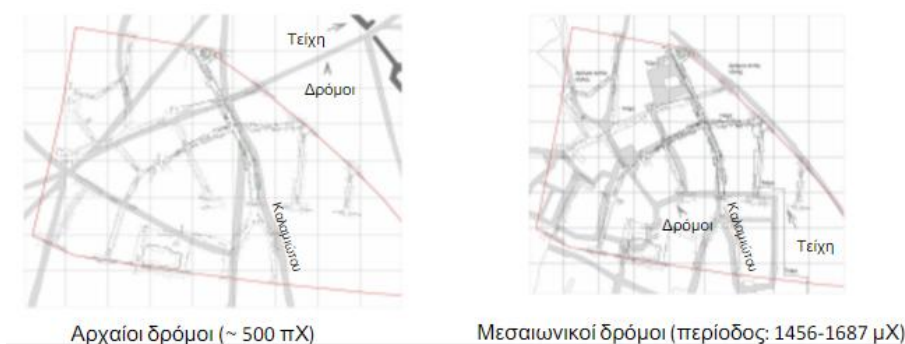 Τείχη
Δρόμοι
Καλαμιώτου
Αρχαίοι δρόμοι (~ 500 πΧ)
Δρόμοι
Καλαμιώτου
Τείχη
Μεσαιωνικοί δρόμοι (περίοδος: 1456-1687 μΧ)